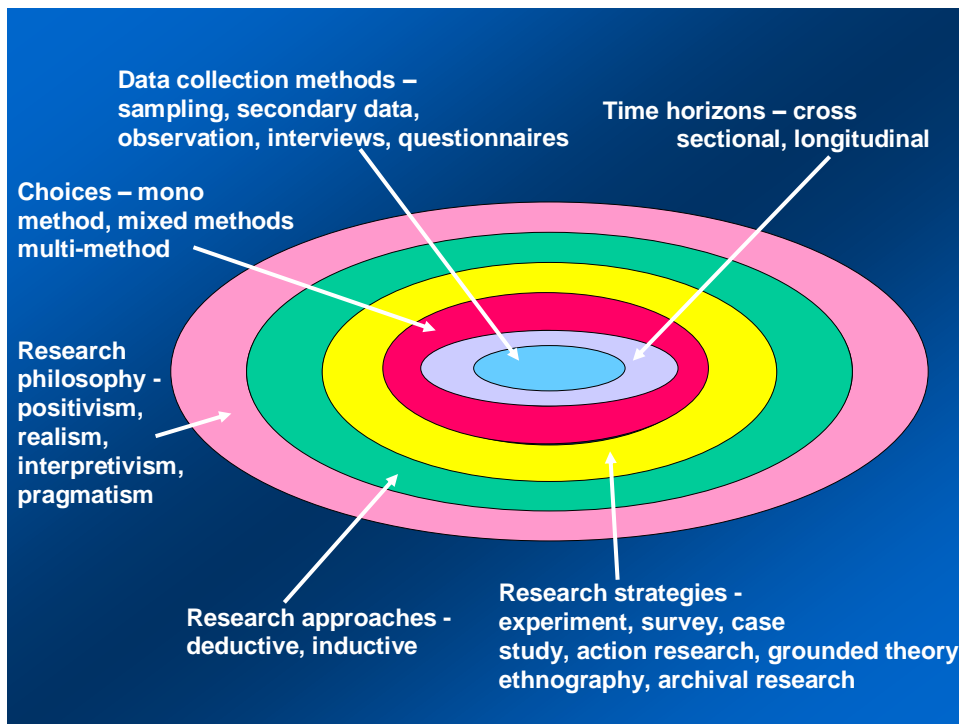 Data collection methods –
sampling, secondary data,
observation, interviews, questionnaires
Time horizons – cross
sectional, longitudinal
Choices – mono
method, mixed methods
multi-method
Research
philosophy -
positivism,
realism,
interpretivism,
pragmatism
Research approaches -
deductive, inductive
Research strategies -
experiment, survey, case
study, action research, grounded theory
ethnography, archival research